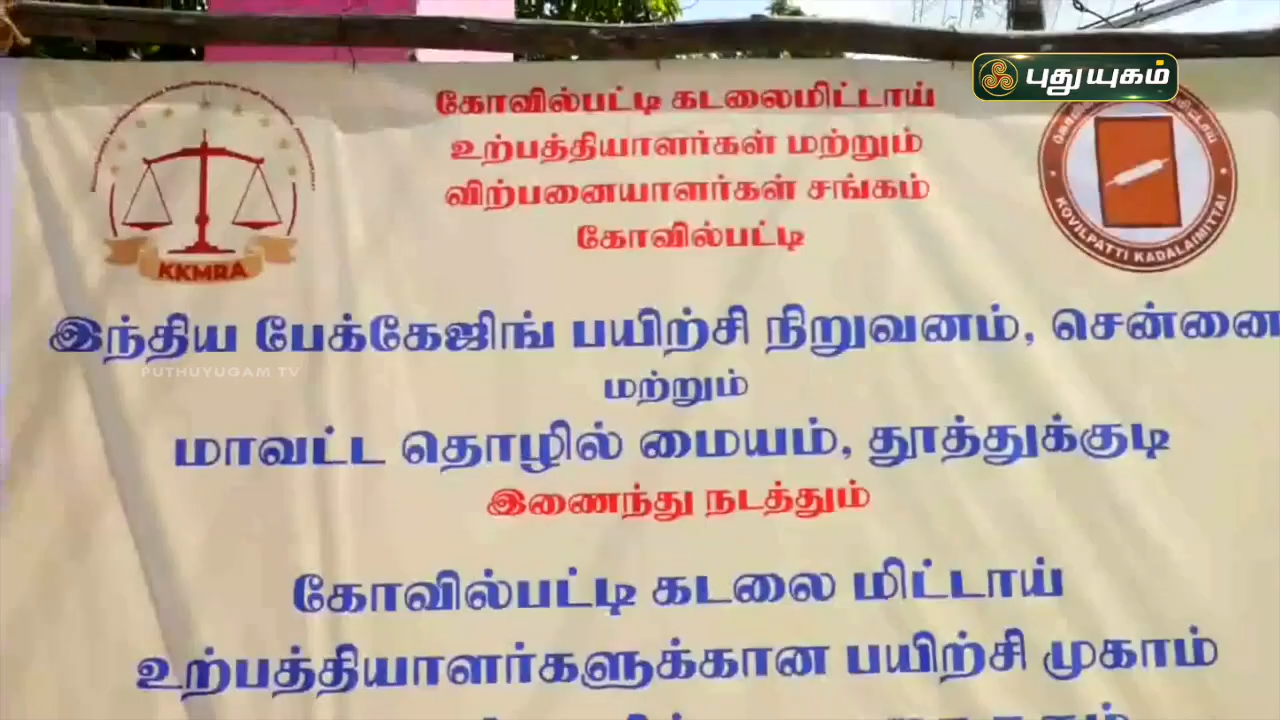 புதுயுகம்
கோவில்பட்டி கடலைமிட்டாய்
உற்பத்தியாளர்கள் மற்றும்
விற்பனையாளர்கள் சங்கம்
கோவில்பட்டி
KKMRA
KOVILPATTI KADALAIMITTAI
இந்திய பேக்கேஜிங் பயிற்சி நிறுவனம், சென்னை
PUTHUYUGAM TV
மற்றும்
மாவட்ட தொழில் மையம், தூத்துக்குடி
இணைந்து நடத்தும்
கோவில்பட்டி கடலை மிட்டாய்
உற்பத்தியாளர்களுக்கான பயிற்சி முகாம்